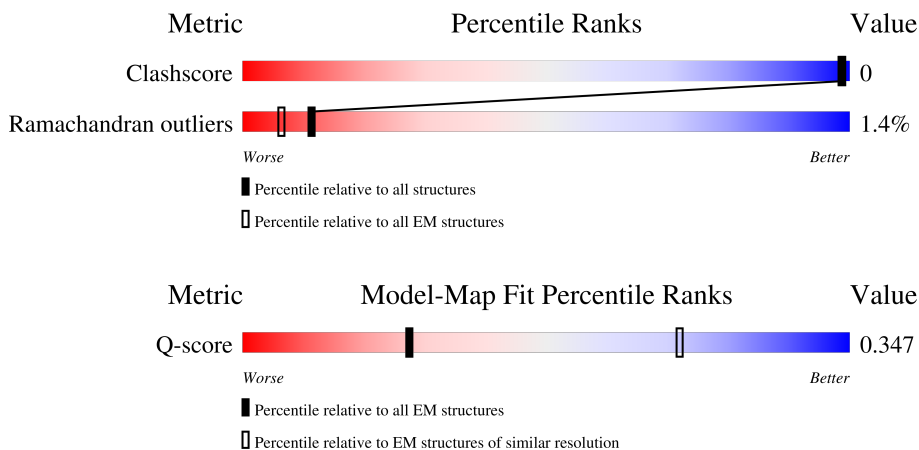 Metric Percentile Ranks Value
Clashscore 0
Ramachandran outliers 1.4%
Worse Better
Percentile relative to all structures
Percentile relative to all EM structures
Metric Model-Map Fit Percentile Ranks Value
Q-score 0.347
Worse Better
Percentile relative to all EM structures
Percentile relative to EM structures of similar resolution